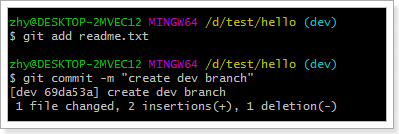 zhy@DESKTOP-2MVEC12 MINGW64 /d/test/hello (dev)
$ git add readme.txt
zhy@DESKTOP-2MVEC12 MINGW64 /d/test/hello (dev)
$ git commit -m "create dev branch"
[dev 69da53a] create dev branch
 1 file changed, 2 insertions(+), 1 deletion(-)